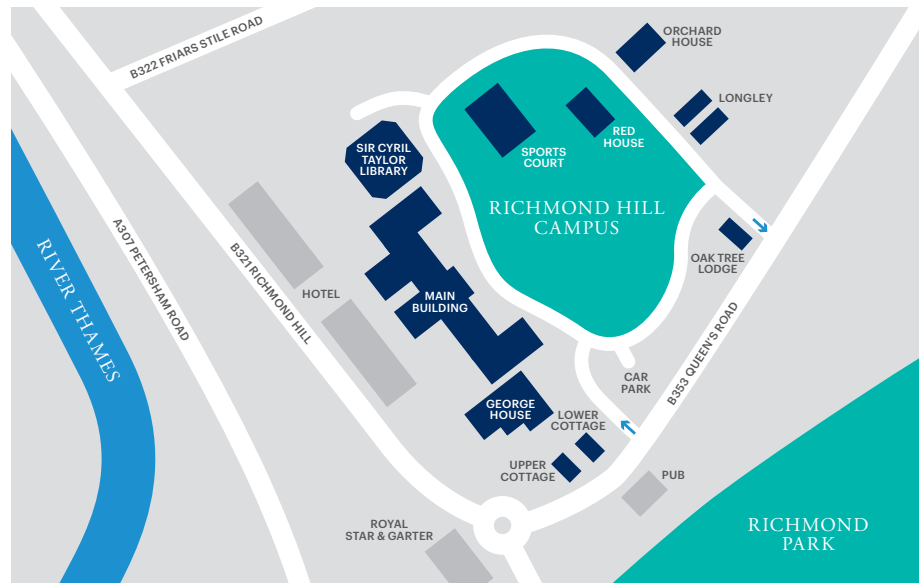 B322 FRIARS STILE ROAD
ORCHARD
HOUSE
LONGLEY
SIR CYRIL
TAYLOR
LIBRARY
SPORTS
COURT
RED
HOUSE
RICHMOND HILL
CAMPUS
OAK TREE
LODGE
A307 PETERSHAM ROAD
B321 RICHMOND HILL
RIVER THAMES
HOTEL
MAIN
BUILDING
B353 QUEEN'S ROAD
CAR
PARK
GEORGE
HOUSE
LOWER
COTTAGE
UPPER
COTTAGE
PUB
ROYAL
STAR & GARTER
RICHMOND
PARK